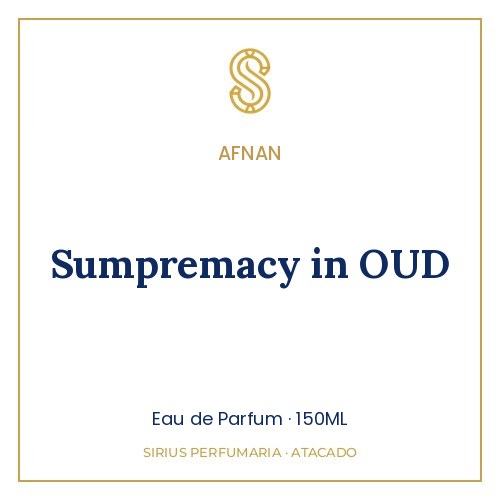 AFNAN
Sumpremacy in OUD
Eau de Parfum · 150ML
SIRIUS PERFUMARIA · ATACADO